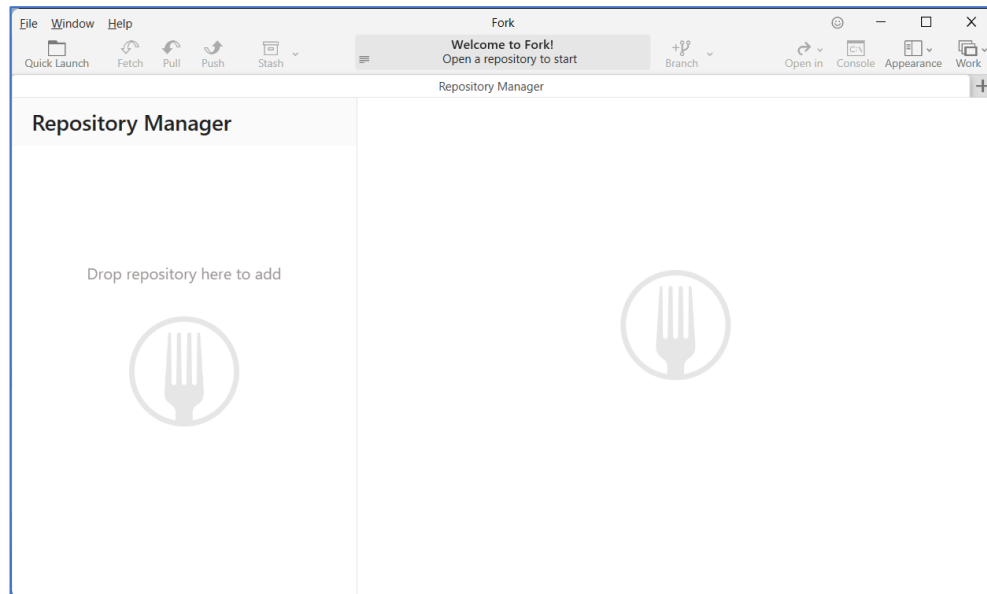 File Window Help Fork
Quick Launch Fetch Pull Push Stash Welcome to Fork! Branch Open in Console Appearance Work
Open a repository to start
C:\
Repository Manager
Repository Manager
Drop repository here to add